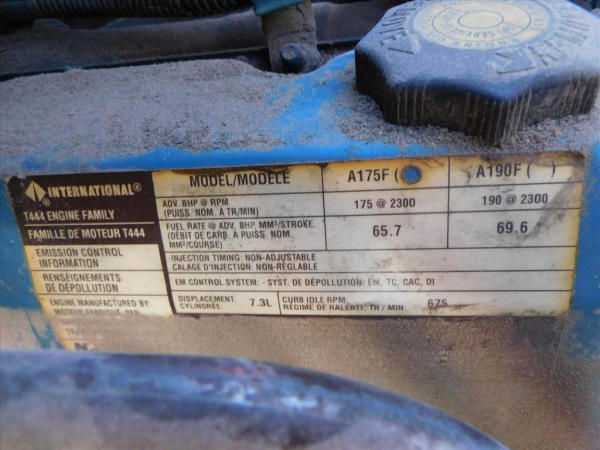 INTERNATIONAL®
T444 ENGINE FAMILY
FAMILLE DE MOTEUR T444
EMISSION CONTROL
INFORMATION
RENSEIGNEMENTS
DE DÉPOLLUTION
ENGINE MANUFACTURED BY:
MODEL/MODÈLE A175F ( A190F ( )
ADV. BHP @ RPM
(PUISS. NOM. À TR/MIN) 175 @ 2300 190 @ 2300
FUEL RATE @ ADV. BHP, MM³/STROKE.
(DÉBIT DE CARB. À PUISS. NOM.
MM³/COURSE) 65.7 69.6
INJECTION TIMING: NON-ADJUSTABLE
CALAGE D'INJECTION: NON-RÉGLABLE
EM CONTROL SYSTEM: - SYST. DE DÉPOLLUTION: EM, TC, CAC, DI
DISPLACEMENT:
CYLINDRÉE: 7.3L
CURB IDLE RPM:
RÉGIME DE RALENTI, TR / MIN: 675